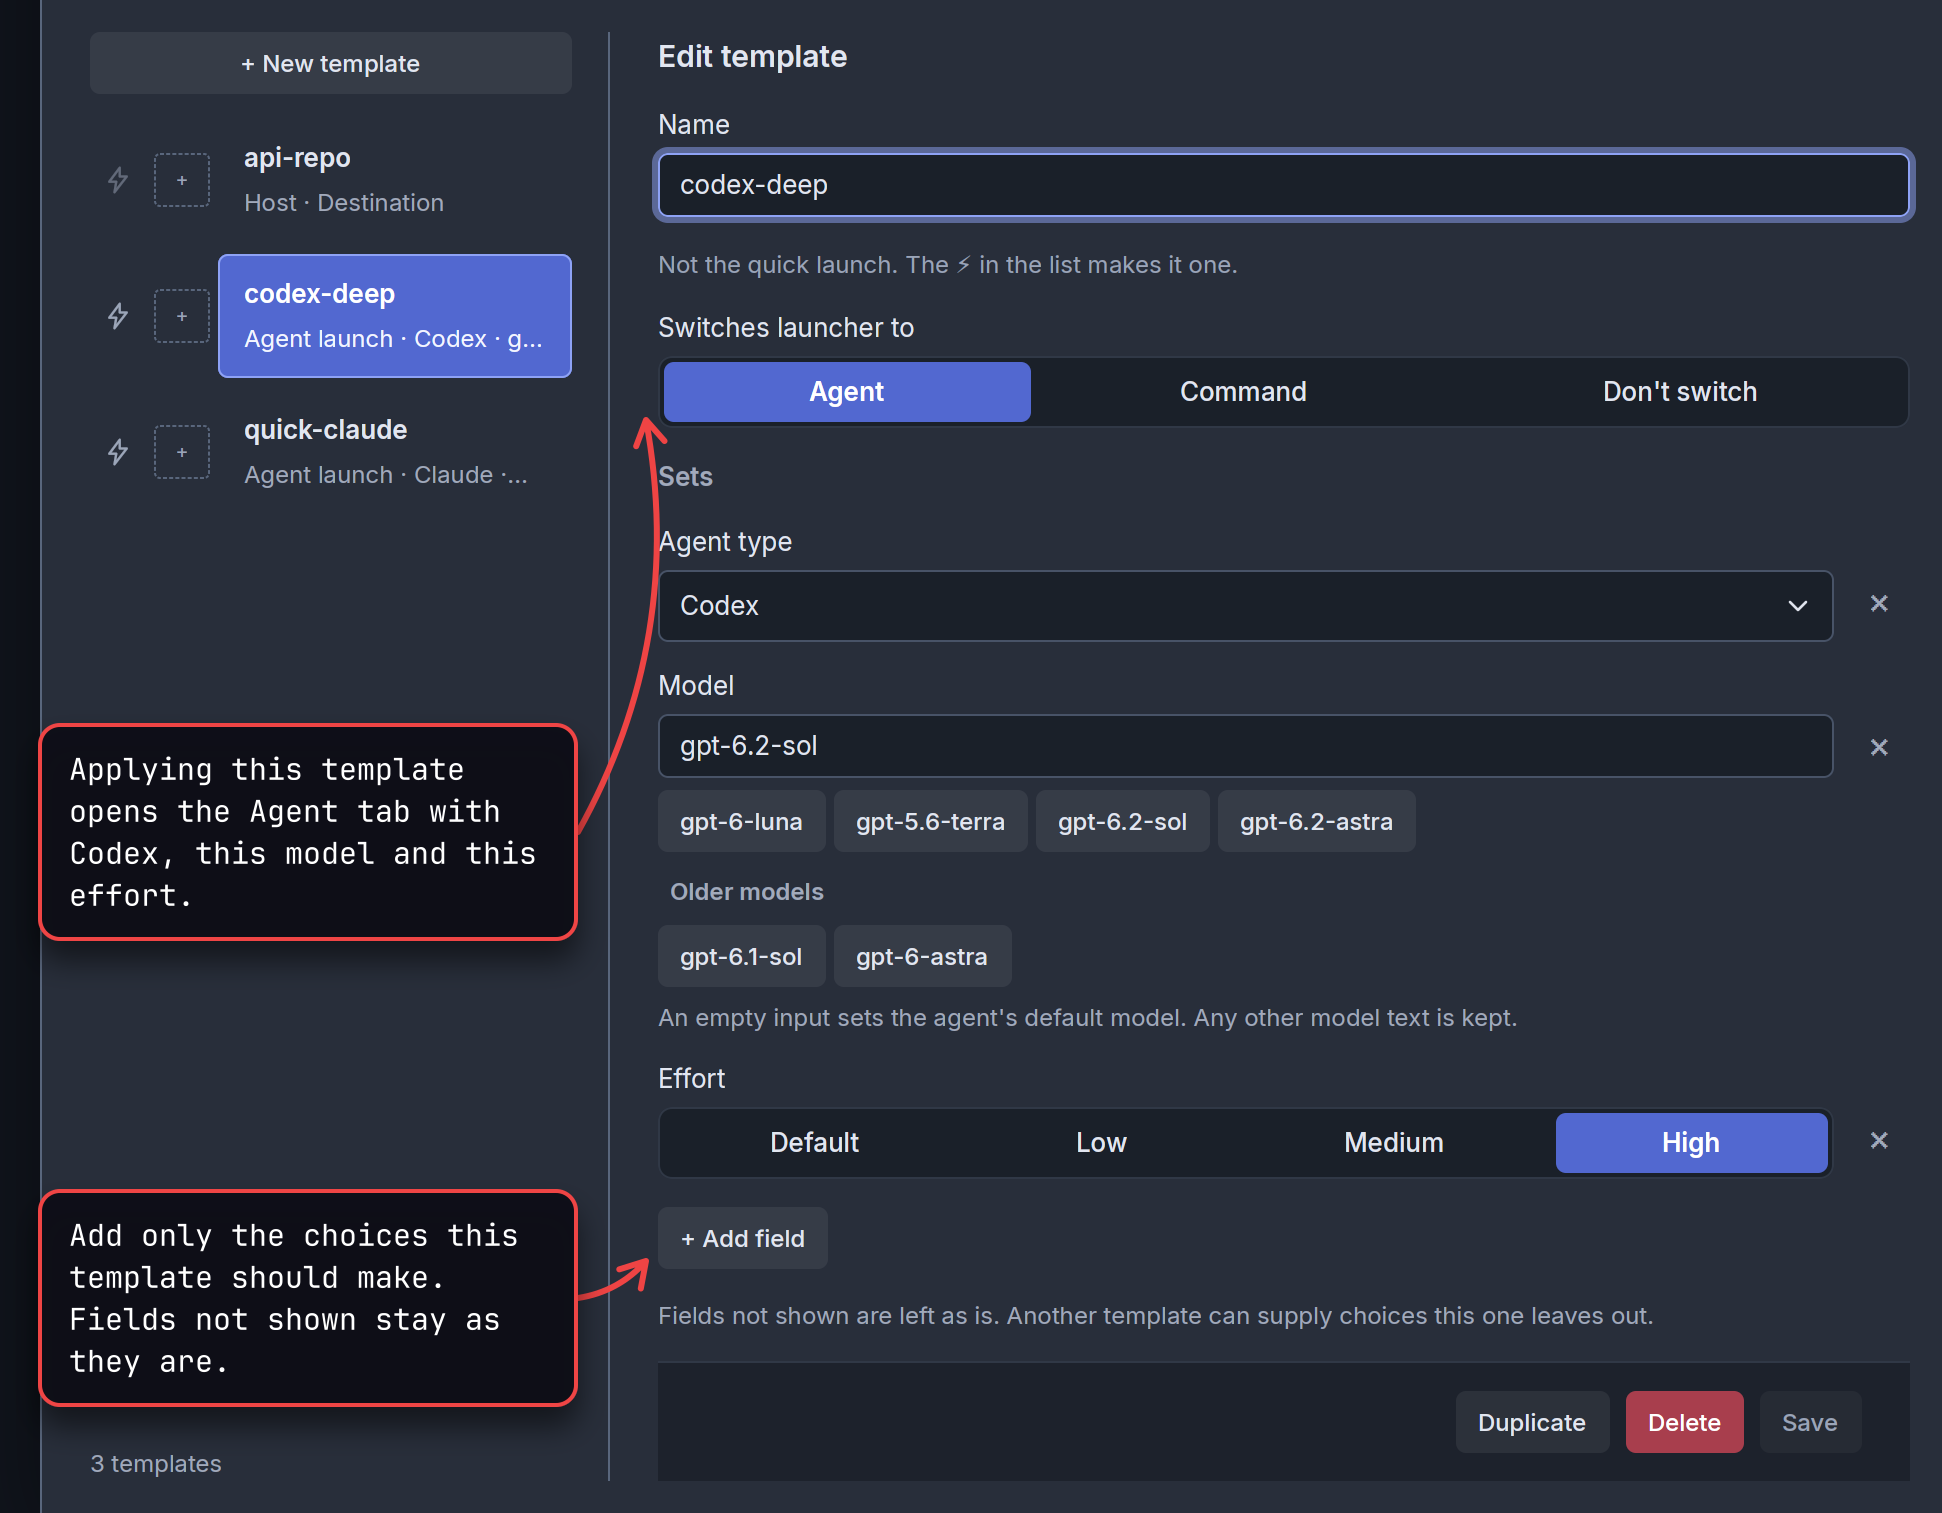 + New template
+
api-repo
Host · Destination
+
codex-deep
Agent launch · Codex · g...
+
quick-claude
Agent launch · Claude ·...
Applying this template
opens the Agent tab with
Codex, this model and this
effort.
Add only the choices this
template should make.
Fields not shown stay as
they are.
3 templates
Edit template
Name
codex-deep
Not the quick launch. The ⚡ in the list makes it one.
Switches launcher to
Agent Command Don't switch
Sets
Agent type
Codex
Model
gpt-6.2-sol
gpt-6-luna gpt-5.6-terra gpt-6.2-sol gpt-6.2-astra
Older models
gpt-6.1-sol gpt-6-astra
An empty input sets the agent's default model. Any other model text is kept.
Effort
Default Low Medium High
+ Add field
Fields not shown are left as is. Another template can supply choices this one leaves out.
Duplicate Delete Save